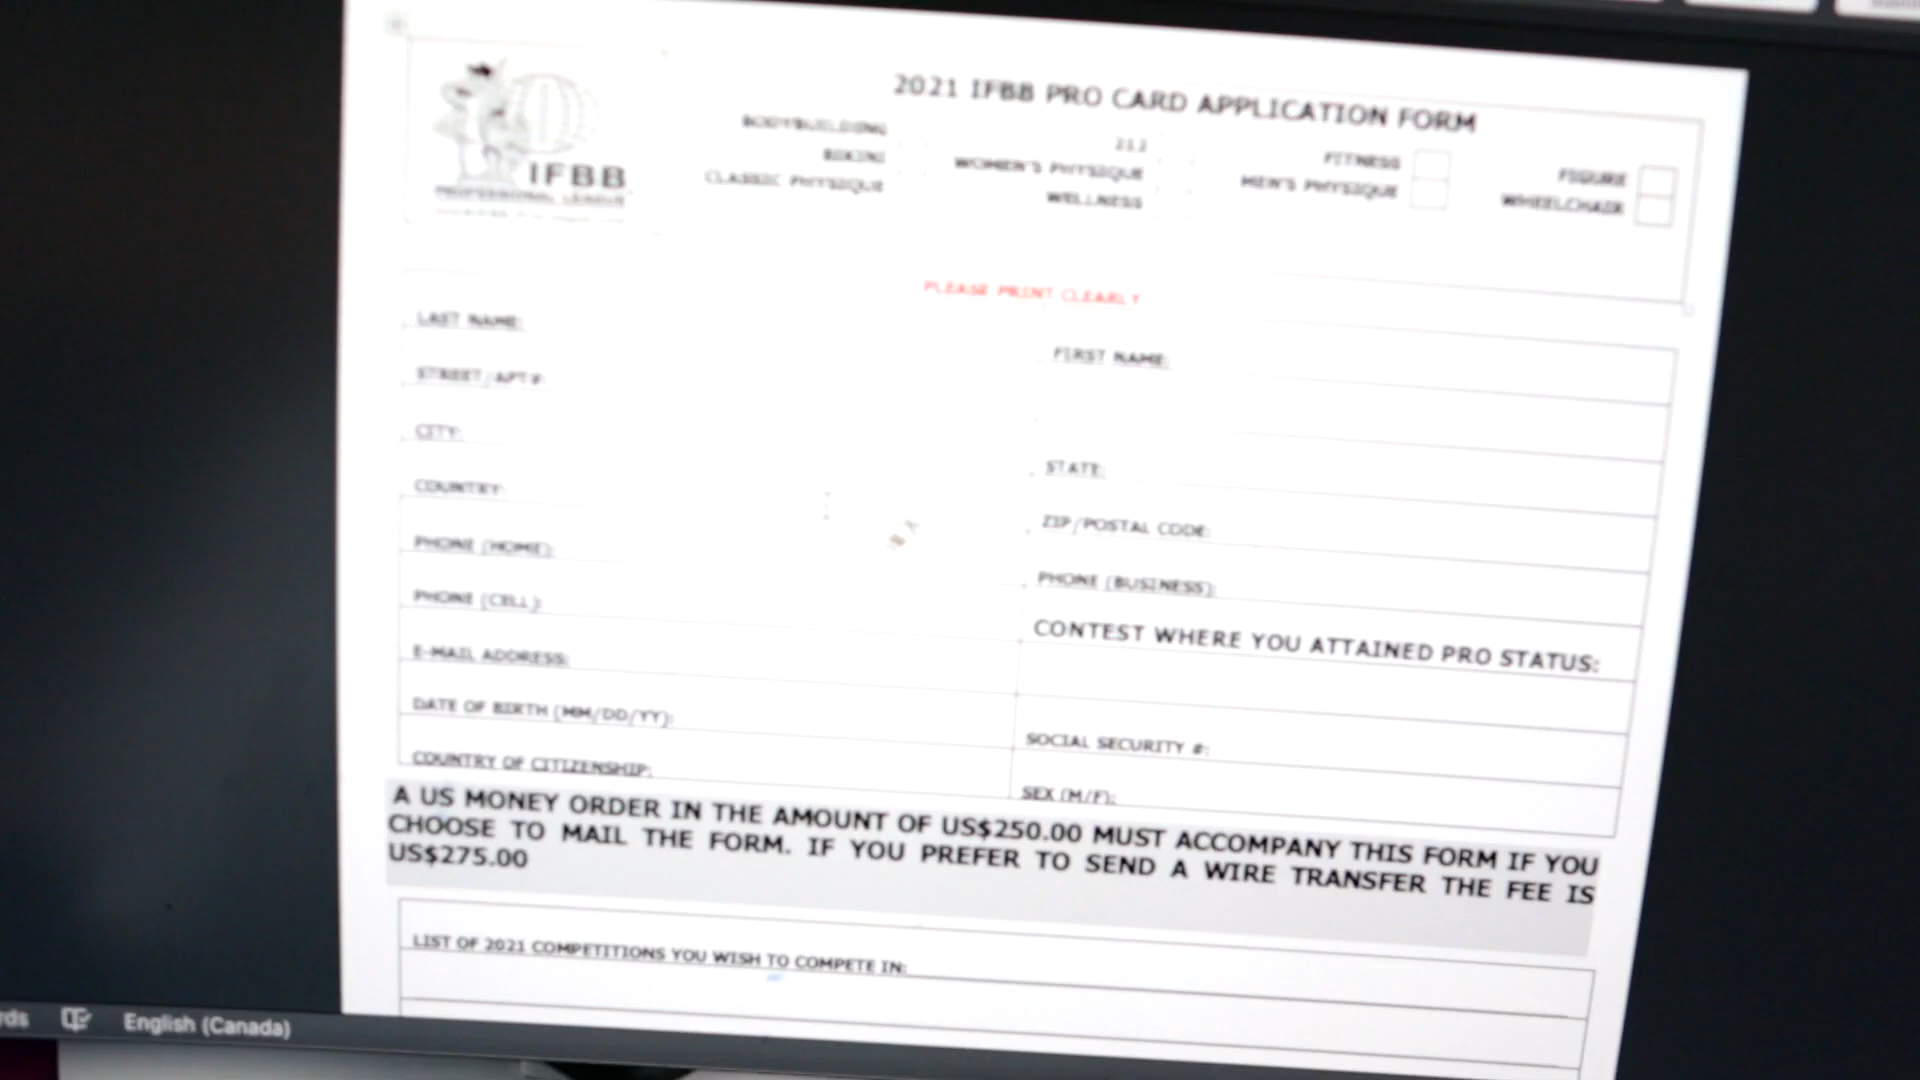 2021 IFBB PRO CARD APPLICATION FORM
BODYBUILDING
212
FITNESS
FIGURE
BIKINI
WOMEN'S PHYSIQUE
MEN'S PHYSIQUE
WHEELCHAIR
CLASSIC PHYSIQUE
WELLNESS
IFBB
PROFESSIONAL LEAGUE
PLEASE PRINT CLEARLY
LAST NAME:
FIRST NAME:
STREET/APT#:
CITY:
STATE:
COUNTRY:
ZIP/POSTAL CODE:
PHONE (HOME):
PHONE (BUSINESS):
PHONE (CELL):
CONTEST WHERE YOU ATTAINED PRO STATUS:
E-MAIL ADDRESS:
DATE OF BIRTH (MM/DD/YY):
SOCIAL SECURITY #:
COUNTRY OF CITIZENSHIP:
SEX (M/F):
A US MONEY ORDER IN THE AMOUNT OF US$250.00 MUST ACCOMPANY THIS FORM IF YOU
CHOOSE TO MAIL THE FORM. IF YOU PREFER TO SEND A WIRE TRANSFER THE FEE IS
US$275.00
LIST OF 2021 COMPETITIONS YOU WISH TO COMPETE IN:
English (Canada)